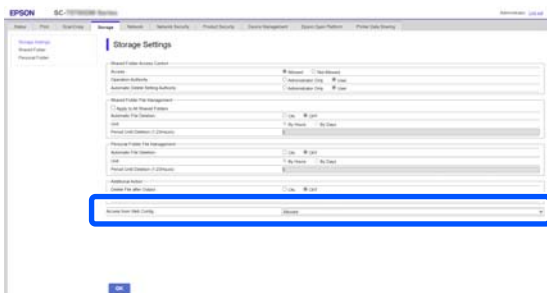 EPSON
SC-
Administrator Log out
Status Print Scan/Copy Storage Network Network Security Product Security Device Management Epson Open Platform Printer Data Sharing
Storage Settings
Shared Folder
Personal Folder
Storage Settings
Shared Folder Access Control
Access Allowed Not Allowed
Operation Authority Administrator Only User
Automatic Delete Setting Authority Administrator Only User
Shared Folder File Management
Apply to All Shared Folders
Automatic File Deletion On Off
Unit By Hours By Days
Period Until Deletion
Personal Folder File Management
Automatic File Deletion On Off
Unit By Hours By Days
Period Until Deletion
Additional Action
Delete File after Output On Off
Access from Web Config Allowed
OK